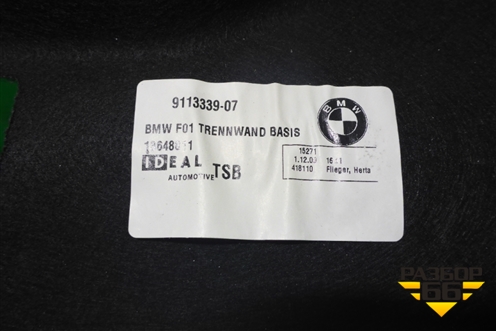 9113339-07
BMW
BMW F01 TRENNWAND BASIS
IDEAL
AUTOMOTIVE TSB
15271
418110 Flieger, Herta
РАЗБОР
66